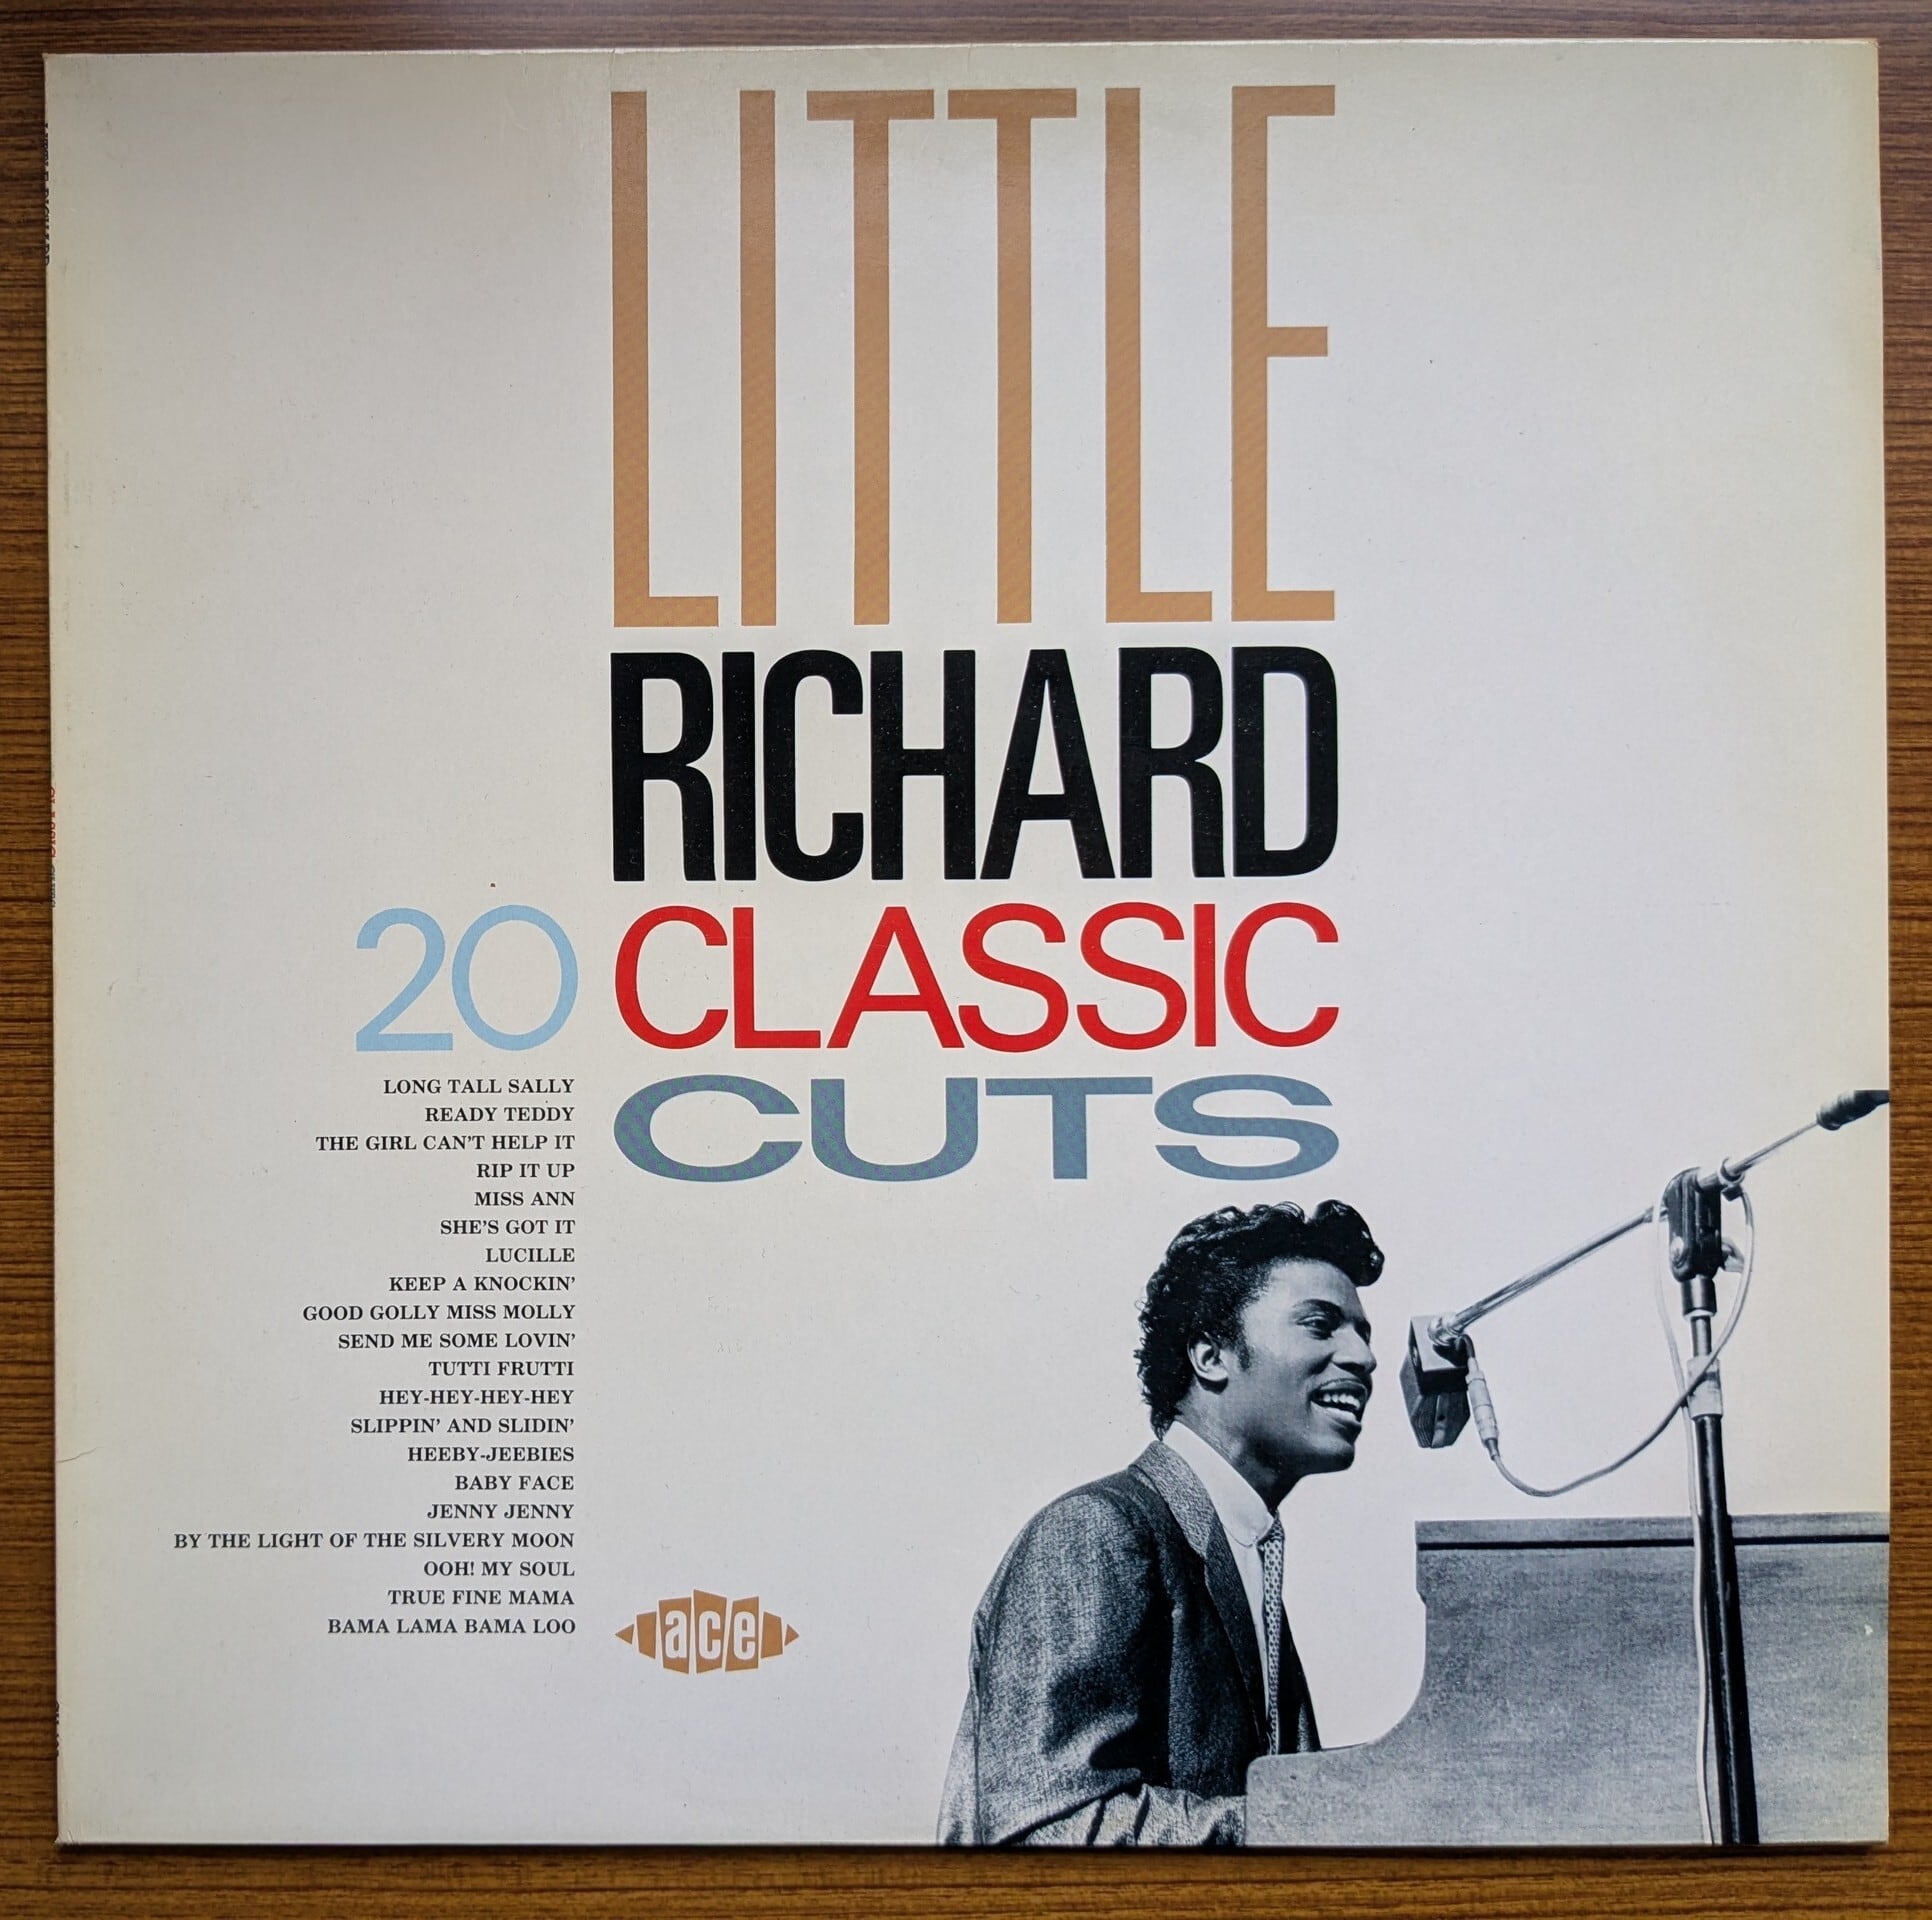 LITTLE
RICHARD
20 CLASSIC
CUTS
LONG TALL SALLY
READY TEDDY
THE GIRL CAN'T HELP IT
RIP IT UP
MISS ANN
SHE'S GOT IT
LUCILLE
KEEP A KNOCKIN'
GOOD GOLLY MISS MOLLY
SEND ME SOME LOVIN'
TUTTI FRUTTI
HEY-HEY-HEY-HEY
SLIPPIN' AND SLIDIN'
HEEBY-JEEBIES
BABY FACE
JENNY JENNY
BY THE LIGHT OF THE SILVERY MOON
OOH! MY SOUL
TRUE FINE MAMA
BAMA LAMA BAMA LOO
ace